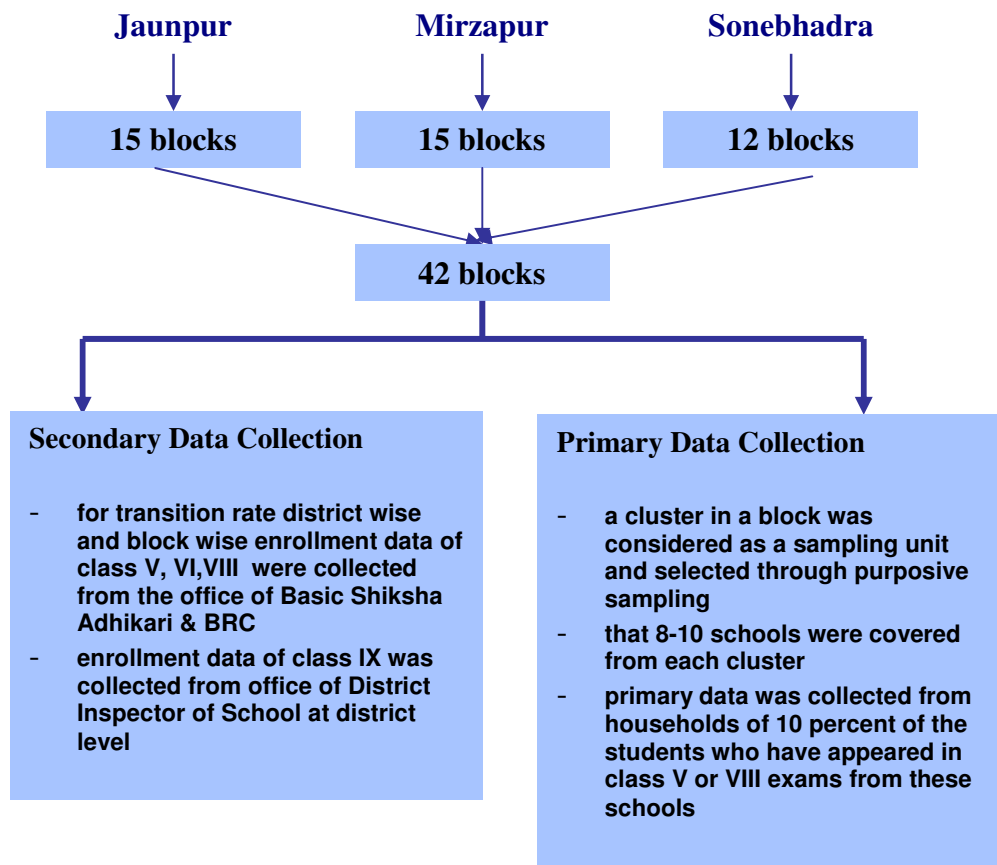 Jaunpur
Mirzapur
Sonebhadra
15 blocks
15 blocks
12 blocks
42 blocks
Secondary Data Collection
- for transition rate district wise
and block wise enrollment data of
class V, VI,VIII were collected
from the office of Basic Shiksha
Adhikari & BRC
- enrollment data of class IX was
collected from office of District
Inspector of School at district
level
Primary Data Collection
- a cluster in a block was
considered as a sampling unit
and selected through purposive
sampling
- that 8-10 schools were covered
from each cluster
- primary data was collected from
households of 10 percent of the
students who have appeared in
class V or VIII exams from these
schools